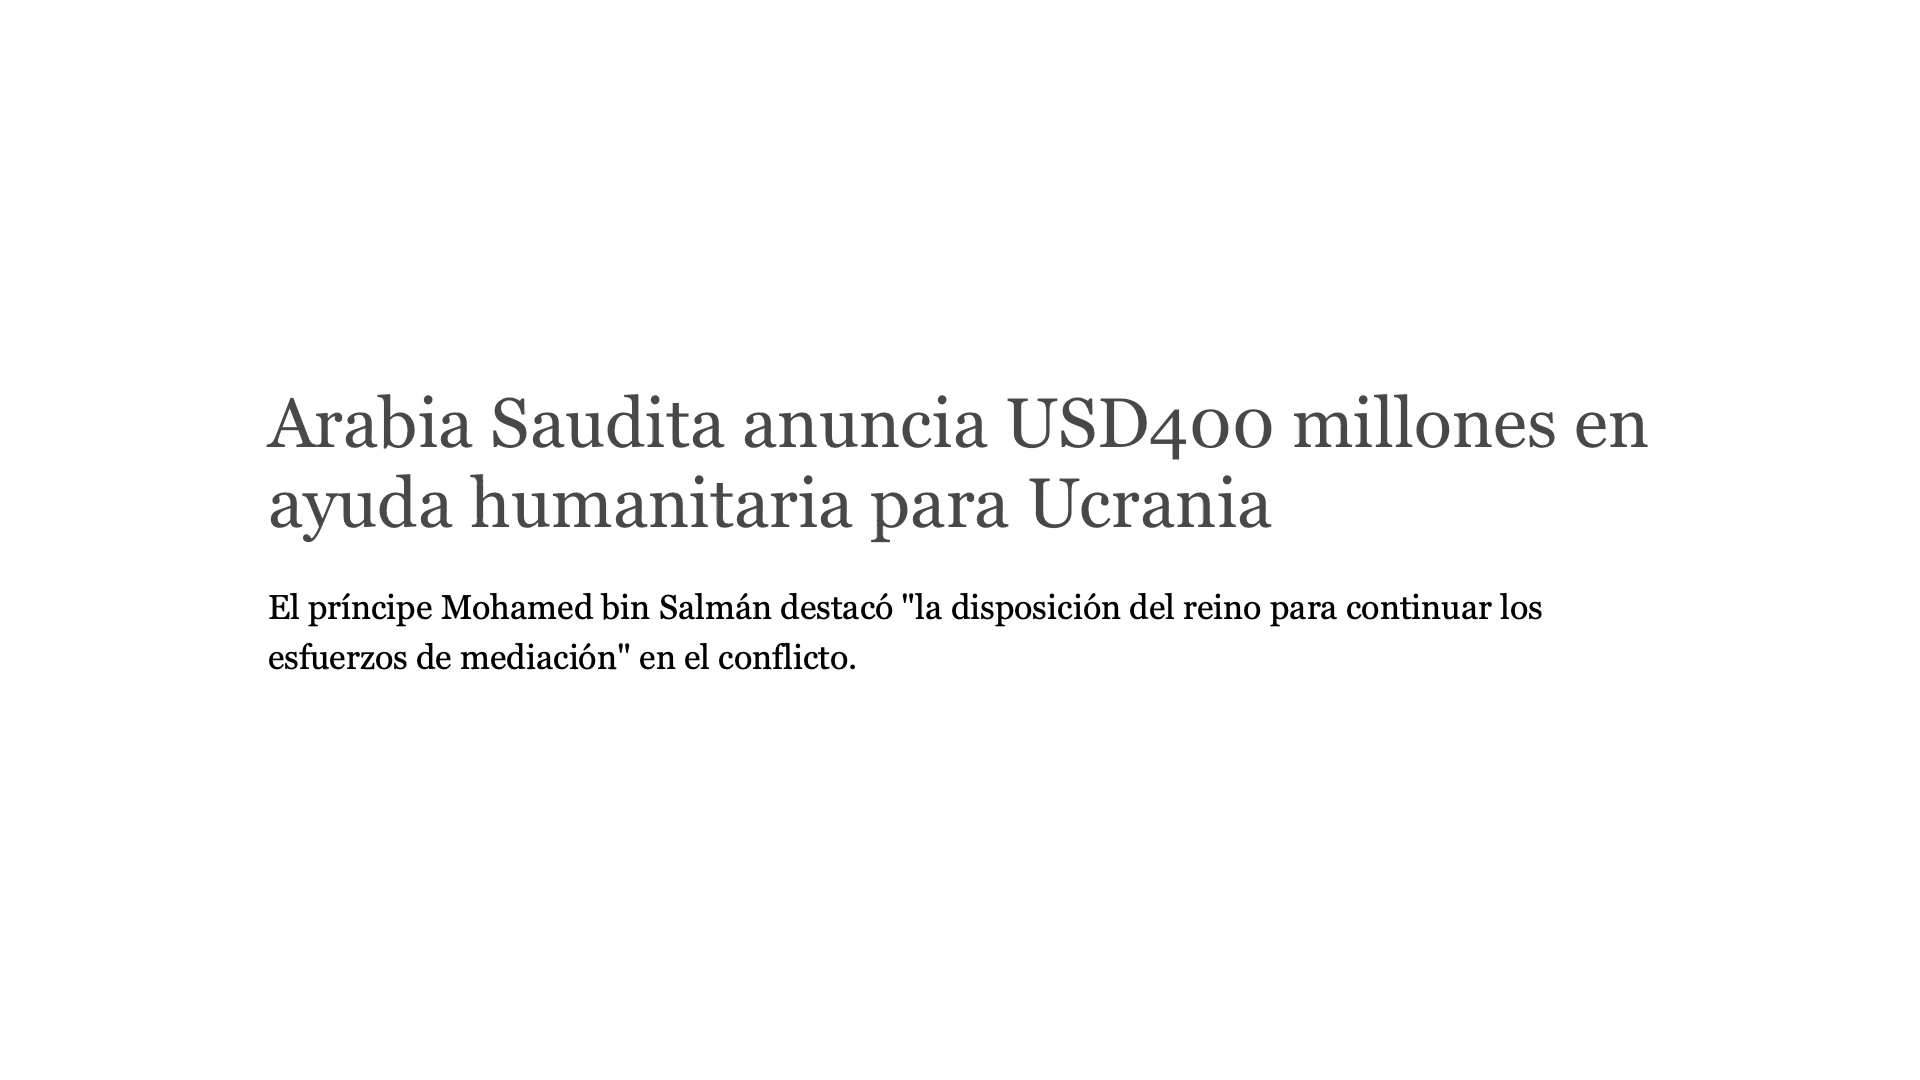 Arabia Saudita anuncia USD400 millones en
ayuda humanitaria para Ucrania
El príncipe Mohamed bin Salmán destacó "la disposición del reino para continuar los
esfuerzos de mediación" en el conflicto.